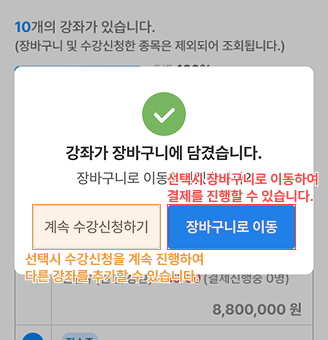 10개의 강좌가 있습니다.
(장바구니 및 수강신청한 종목은 제외되어 조회됩니다.)
강좌가 장바구니에 담겼습니다.
장바구니로 이동
선택시 장바구니로 이동하여
결제를 진행할 수 있습니다.
계속 수강신청하기
장바구니로 이동
선택시 수강신청을 계속 진행하여
다른 강좌를 추가할 수 있습니다.
(결제진행중 0명)
8,800,000 원